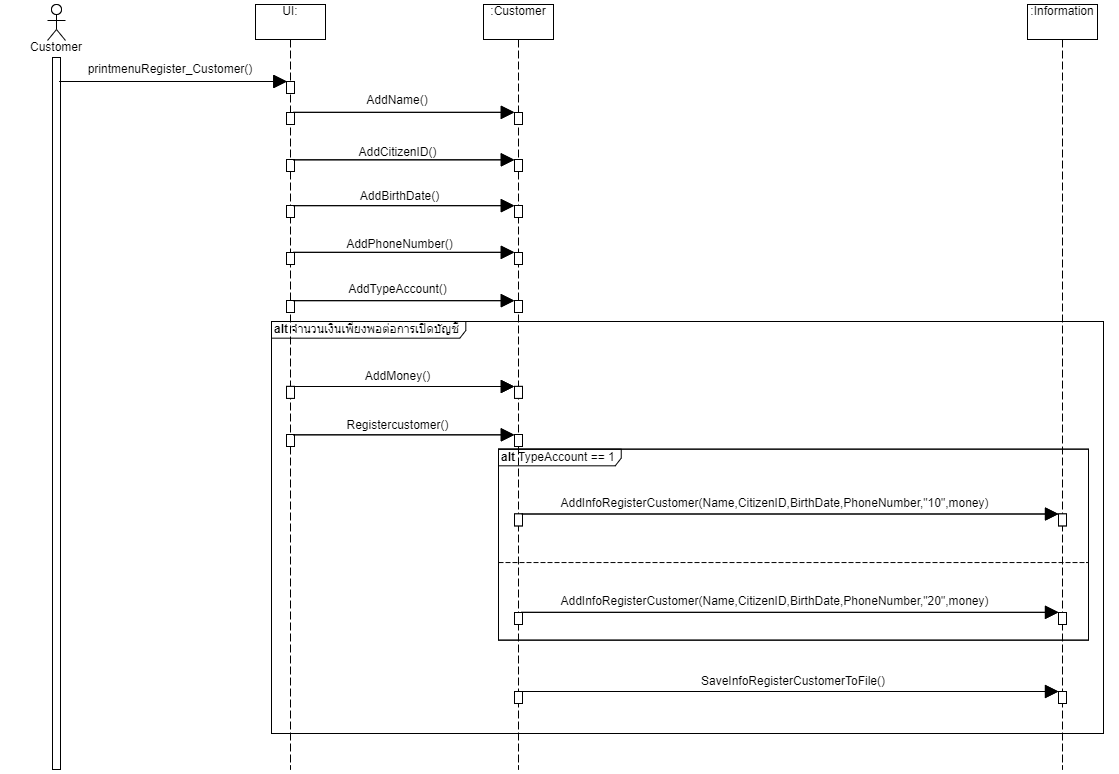 Customer
UI:
:Customer
:Information
printmenuRegister_Customer()
AddName()
AddCitizenID()
AddBirthDate()
AddPhoneNumber()
AddTypeAccount()
alt จำนวนเงินเพียงพอต่อการเปิดบัญชี
AddMoney()
Registercustomer()
alt TypeAccount == 1
AddInfoRegisterCustomer(Name,CitizenID,BirthDate,PhoneNumber,"10",money)
AddInfoRegisterCustomer(Name,CitizenID,BirthDate,PhoneNumber,"20",money)
SaveInfoRegisterCustomerToFile()